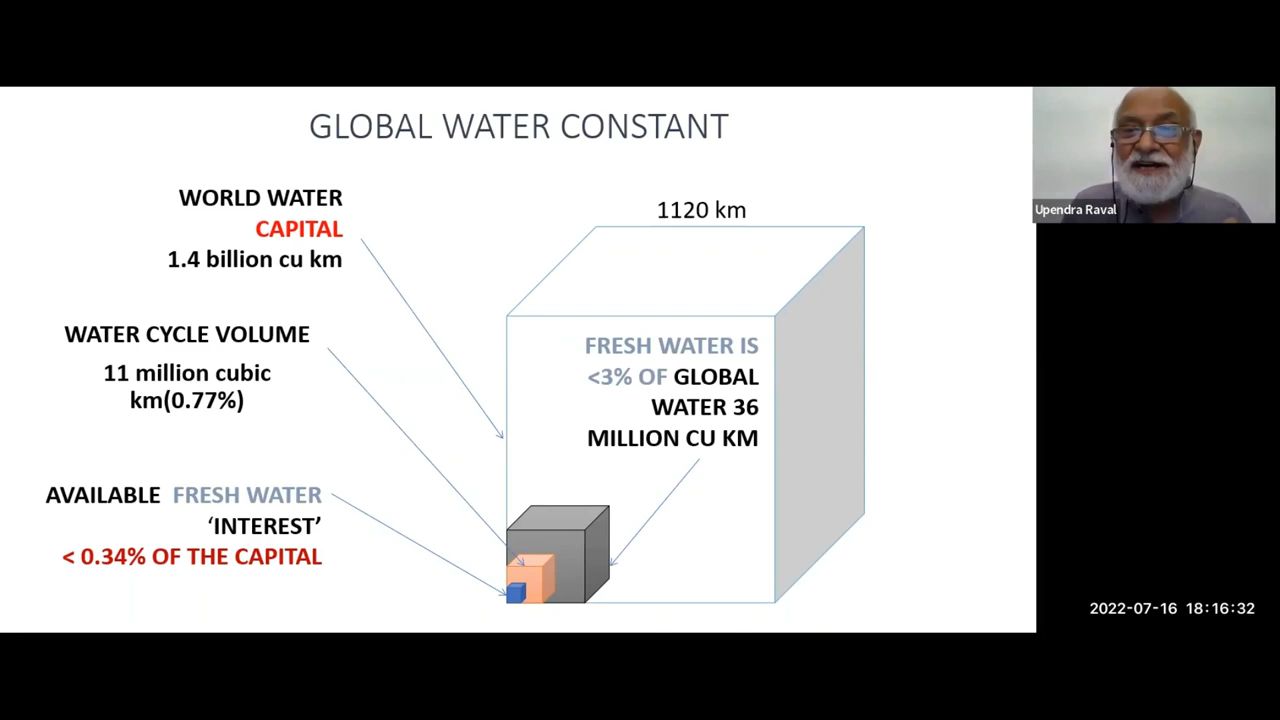 GLOBAL WATER CONSTANT
WORLD WATER
CAPITAL
1.4 billion cu km
1120 km
WATER CYCLE VOLUME
11 million cubic
km(0.77%)
FRESH WATER IS
<3% OF GLOBAL
WATER 36
MILLION CU KM
AVAILABLE FRESH WATER
‘INTEREST’
< 0.34% OF THE CAPITAL
Upendra Raval
2022-07-16 18:16:32